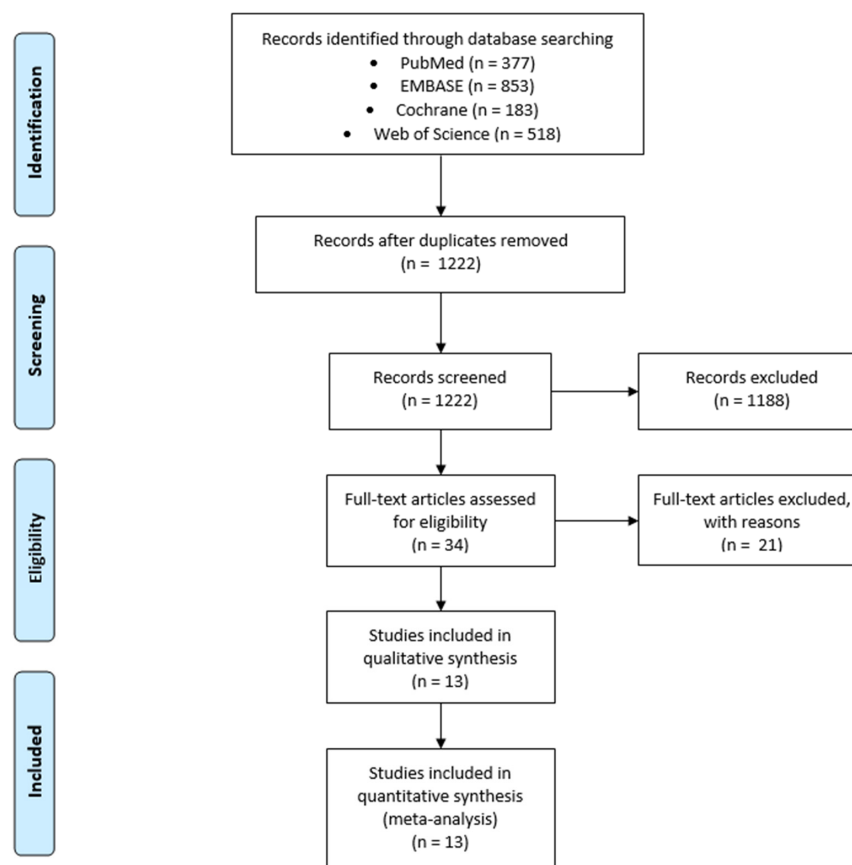 Identification
Records identified through database searching
• PubMed (n = 377)
• EMBASE (n = 853)
• Cochrane (n = 183)
• Web of Science (n = 518)
Records after duplicates removed
(n = 1222)
Screening
Records screened
(n = 1222)
Records excluded
(n = 1188)
Eligibility
Full-text articles assessed
for eligibility
(n = 34)
Full-text articles excluded,
with reasons
(n = 21)
Studies included in
qualitative synthesis
(n = 13)
Included
Studies included in
quantitative synthesis
(meta-analysis)
(n = 13)